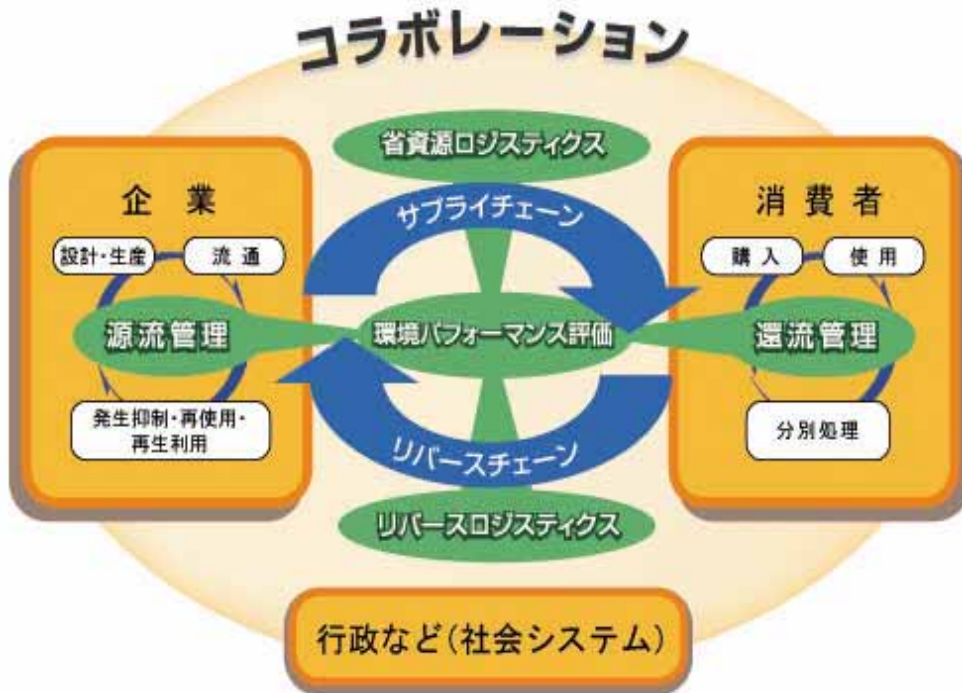 コラボレーション
省資源ロジスティクス
企業
設計・生産
流通
源流管理
発生抑制・再使用・
再生利用
サプライチェーン
環境パフォーマンス評価
リバースチェーン
リバースロジスティクス
消費者
購入
使用
還流管理
分別処理
行政など(社会システム)